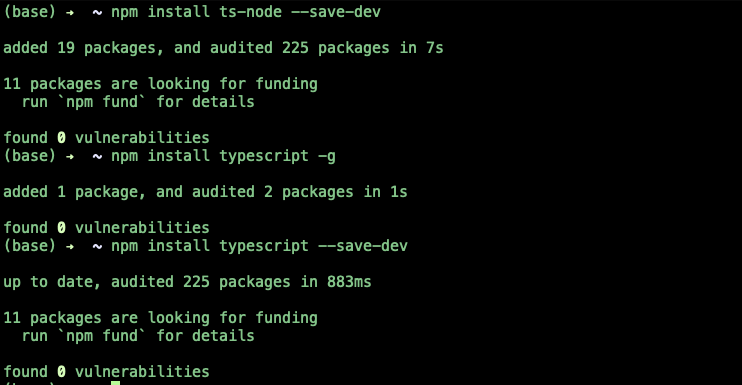 (base) → ~ npm install ts-node --save-dev
added 19 packages, and audited 225 packages in 7s
11 packages are looking for funding
run `npm fund` for details
found 0 vulnerabilities
(base) → ~ npm install typescript -g
added 1 package, and audited 2 packages in 1s
found 0 vulnerabilities
(base) → ~ npm install typescript --save-dev
up to date, audited 225 packages in 883ms
11 packages are looking for funding
run `npm fund` for details
found 0 vulnerabilities